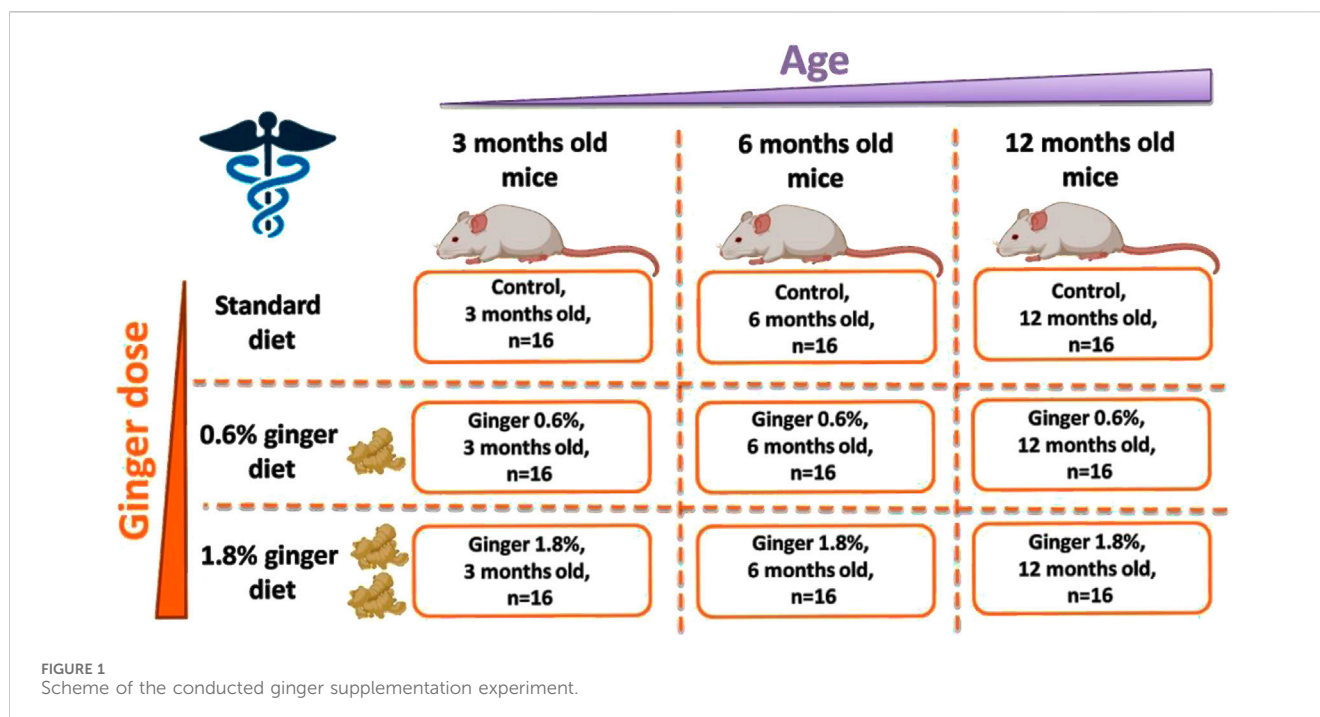 Age
3 months old
mice
6 months old
mice
12 months old
mice
Ginger dose
Standard
diet
Control,
3 months old,
n=16
Control,
6 months old,
n=16
Control,
12 months old,
n=16
0.6% ginger
diet
Ginger 0.6%,
3 months old,
n=16
Ginger 0.6%,
6 months old,
n=16
Ginger 0.6%,
12 months old,
n=16
1.8% ginger
diet
Ginger 1.8%,
3 months old,
n=16
Ginger 1.8%,
6 months old,
n=16
Ginger 1.8%,
12 months old,
n=16
FIGURE 1
Scheme of the conducted ginger supplementation experiment.